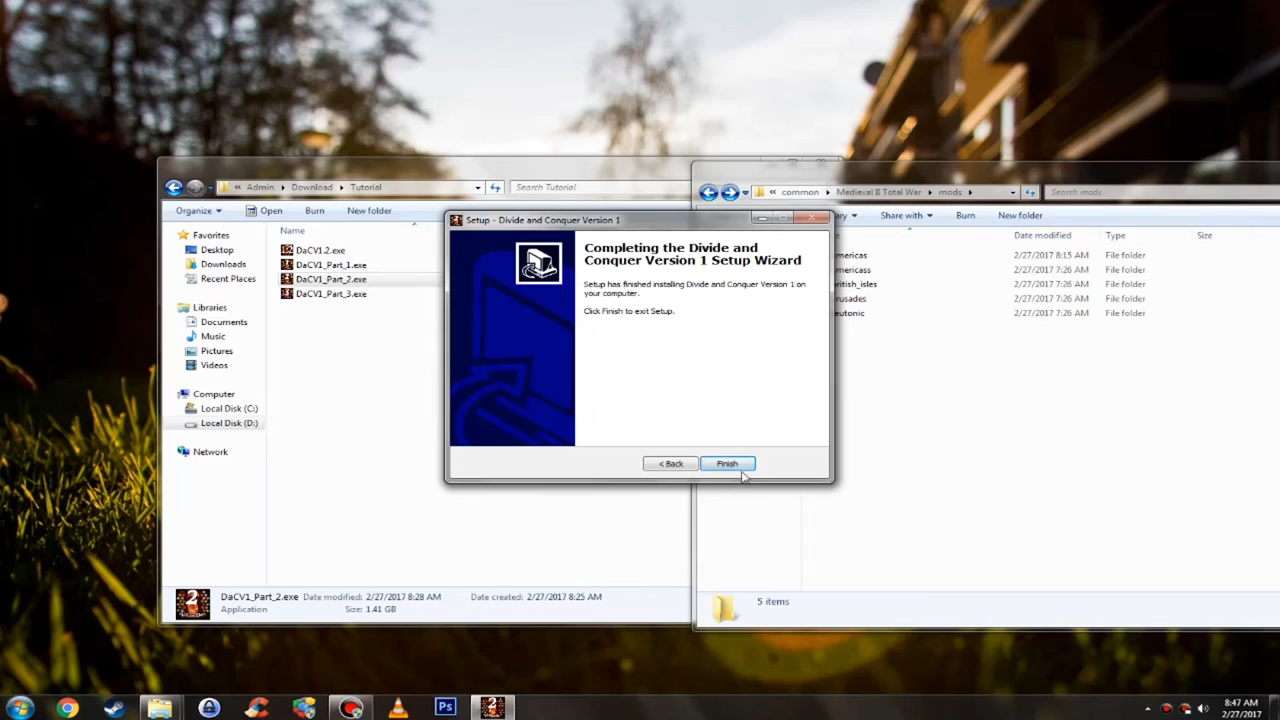 « Admin ▸ Download ▸ Tutorial
Search Tutorial
Organize
Open
Burn
New folder
Favorites
Desktop
Downloads
Recent Places
Libraries
Documents
Music
Pictures
Videos
Computer
Local Disk (C:)
Local Disk (D:)
Network
Name
DaCV1.2.exe
DaCV1_Part_1.exe
DaCV1_Part_2.exe
DaCV1_Part_3.exe
DaCV1_Part_2.exe Date modified: 2/27/2017 8:28 AM Date created: 2/27/2017 8:25 AM
Application Size: 1.41 GB
Setup - Divide and Conquer Version 1
Completing the Divide and
Conquer Version 1 Setup Wizard
Setup has finished installing Divide and Conquer Version 1 on
your computer.
Click Finish to exit Setup.
< Back
Finish
« common ▸ Medieval II Total War ▸ mods ▸
Search mods
ary
Share with
Burn
New folder
Date modified
Type
Size
mericas 2/27/2017 8:15 AM File folder
mericass 2/27/2017 7:26 AM File folder
ritish_isles 2/27/2017 7:26 AM File folder
rusades 2/27/2017 7:26 AM File folder
eutonic 2/27/2017 7:26 AM File folder
5 items
Ps
2
8:47 AM
2/27/2017